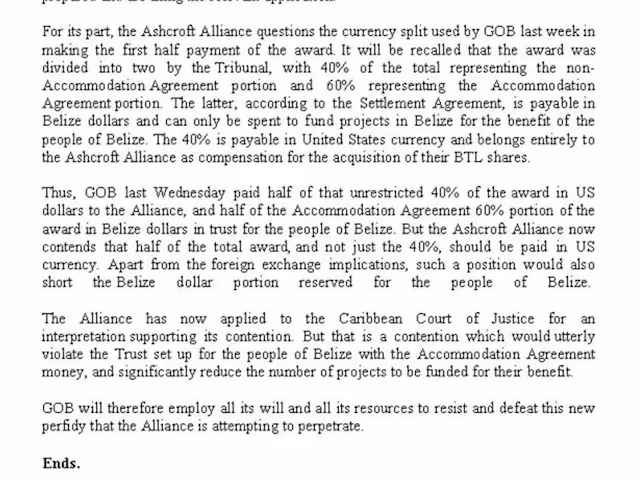 For its part, the Ashcroft Alliance questions the currency split used by GOB last week in
making the first half payment of the award. It will be recalled that the award was
divided into two by the Tribunal, with 40% of the total representing the non-
Accommodation Agreement portion and 60% representing the Accommodation
Agreement portion. The latter, according to the Settlement Agreement, is payable in
Belize dollars and can only be spent to fund projects in Belize for the benefit of the
people of Belize. The 40% is payable in United States currency and belongs entirely to
the Ashcroft Alliance as compensation for the acquisition of their BTL shares.
Thus, GOB last Wednesday paid half of that unrestricted 40% of the award in US
dollars to the Alliance, and half of the Accommodation Agreement 60% portion of the
award in Belize dollars in trust for the people of Belize. But the Ashcroft Alliance now
contends that half of the total award, and not just the 40%, should be paid in US
currency. Apart from the foreign exchange implications, such a position would also
short the Belize dollar portion reserved for the people of Belize.
The Alliance has now applied to the Caribbean Court of Justice for an
interpretation supporting its contention. But that is a contention which would utterly
violate the Trust set up for the people of Belize with the Accommodation Agreement
money, and significantly reduce the number of projects to be funded for their benefit.
GOB will therefore employ all its will and all its resources to resist and defeat this new
perfidy that the Alliance is attempting to perpetrate.
Ends.